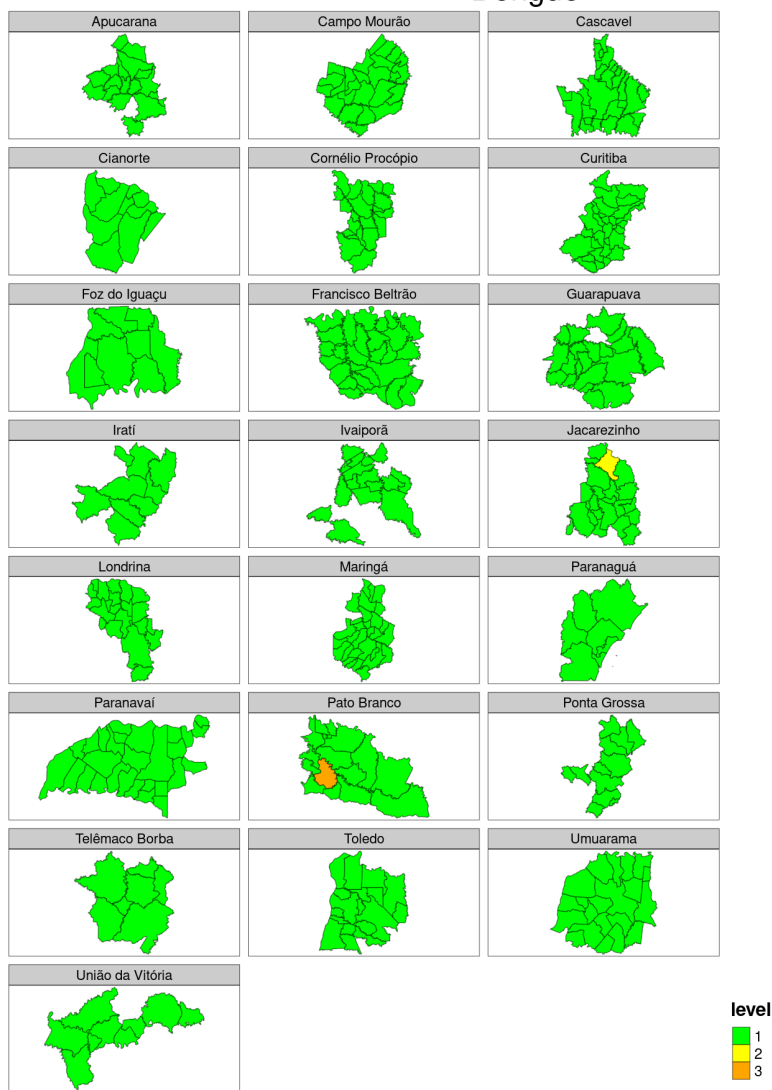 Apucarana
Campo Mourão
Cascavel
Cianorte
Cornélio Procópio
Curitiba
Foz do Iguaçu
Francisco Beltrão
Guarapuava
Iratí
Ivaiporã
Jacarezinho
Londrina
Maringá
Paranaguá
Paranavaí
Pato Branco
Ponta Grossa
Telêmaco Borba
Toledo
Umuarama
União da Vitória
level
1
2
3